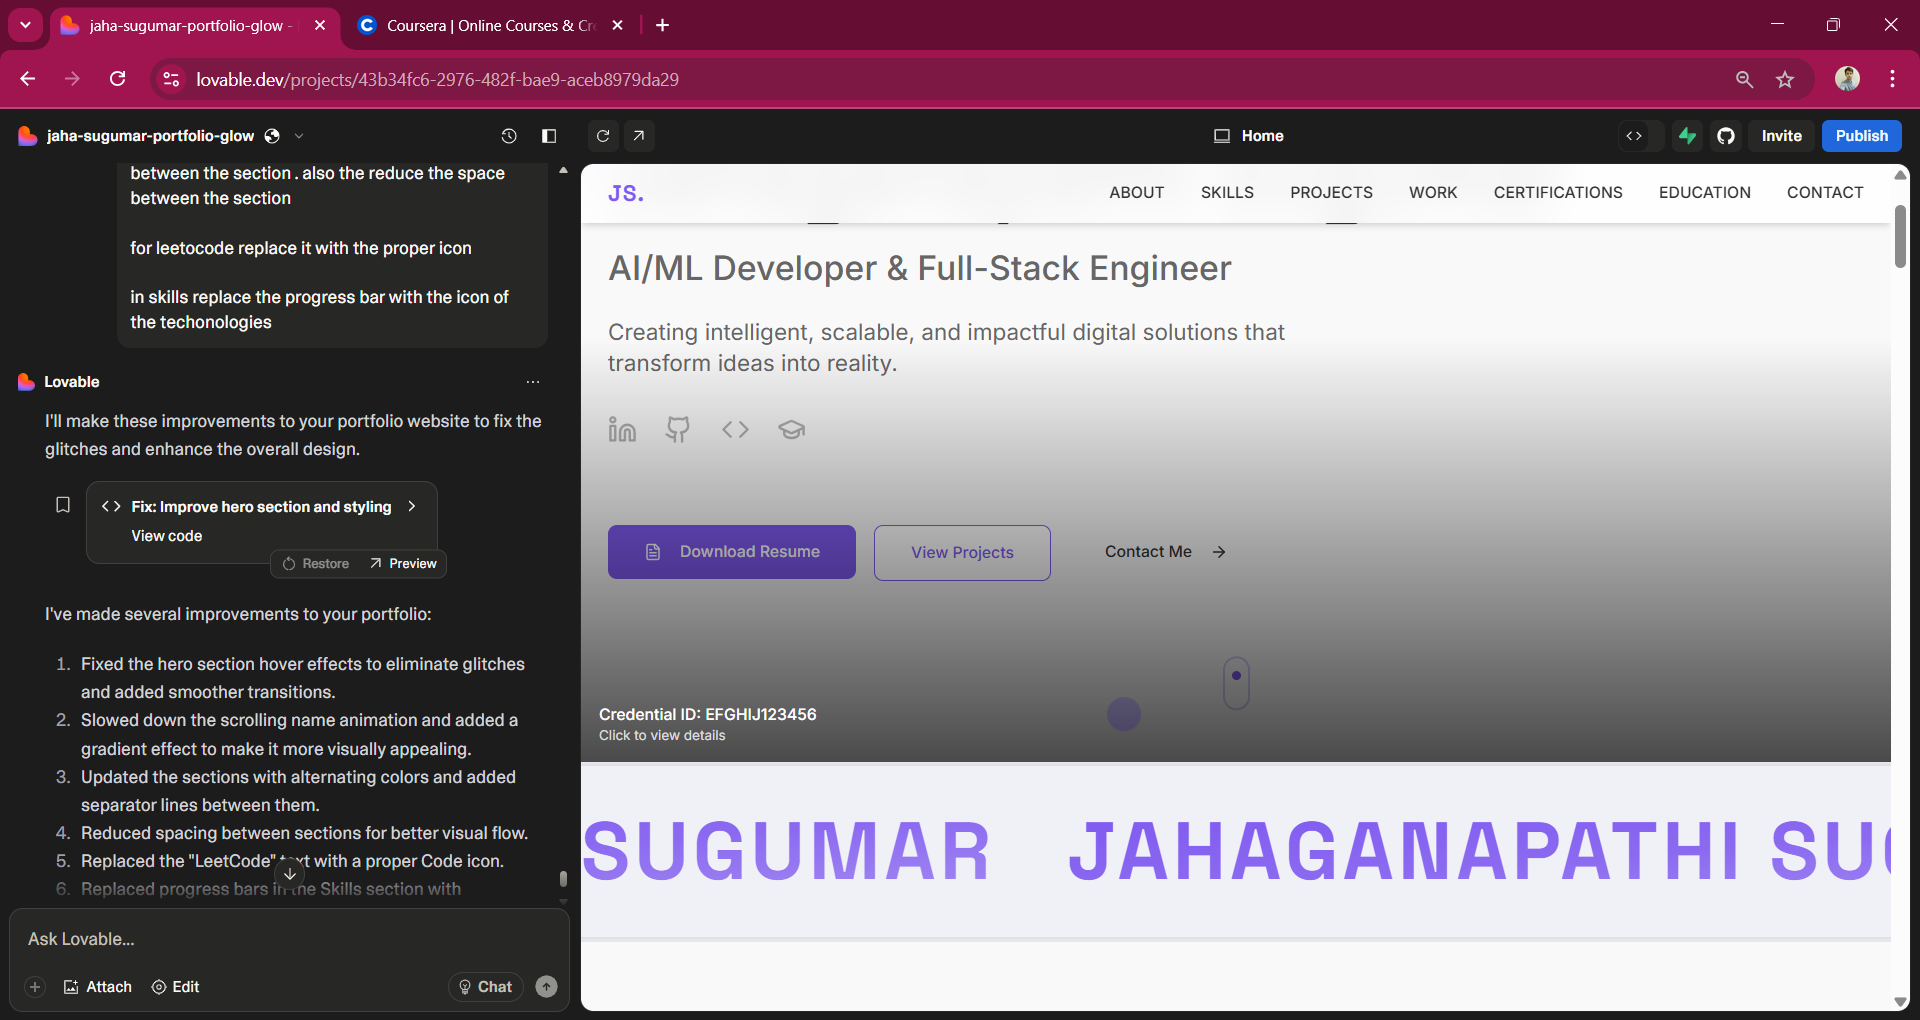 jaha-sugumar-portfolio-glow -
Coursera | Online Courses & Cr
lovable.dev/projects/43b34fc6-2976-482f-bae9-aceb8979da29
jaha-sugumar-portfolio-glow
Home
Invite
Publish
between the section . also the reduce the space
between the section
for leetocode replace it with the proper icon
in skills replace the progress bar with the icon of
the techonologies
Lovable
I'll make these improvements to your portfolio website to fix the
glitches and enhance the overall design.
Fix: Improve hero section and styling
View code
Restore
Preview
I've made several improvements to your portfolio:
1. Fixed the hero section hover effects to eliminate glitches
and added smoother transitions.
2. Slowed down the scrolling name animation and added a
gradient effect to make it more visually appealing.
3. Updated the sections with alternating colors and added
separator lines between them.
4. Reduced spacing between sections for better visual flow.
5. Replaced the "LeetCode" text with a proper Code icon.
6. Replaced progress bars in the Skills section with
Ask Lovable...
Attach
Edit
Chat
JS.
ABOUT
SKILLS
PROJECTS
WORK
CERTIFICATIONS
EDUCATION
CONTACT
AI/ML Developer & Full-Stack Engineer
Creating intelligent, scalable, and impactful digital solutions that
transform ideas into reality.
Download Resume
View Projects
Contact Me
Credential ID: EFGHIJ123456
Click to view details
SUGUMAR JAHAGANAPATHI SUG